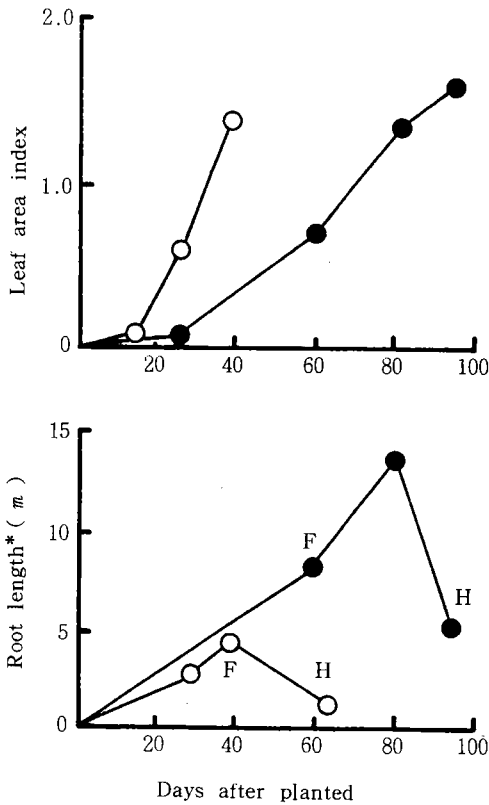 2.0
1.0
0
Leaf area index
20 40 60 80 100
15
10
5
0
Root length* ( m )
F
H
F
H
20 40 60 80 100
Days after planted